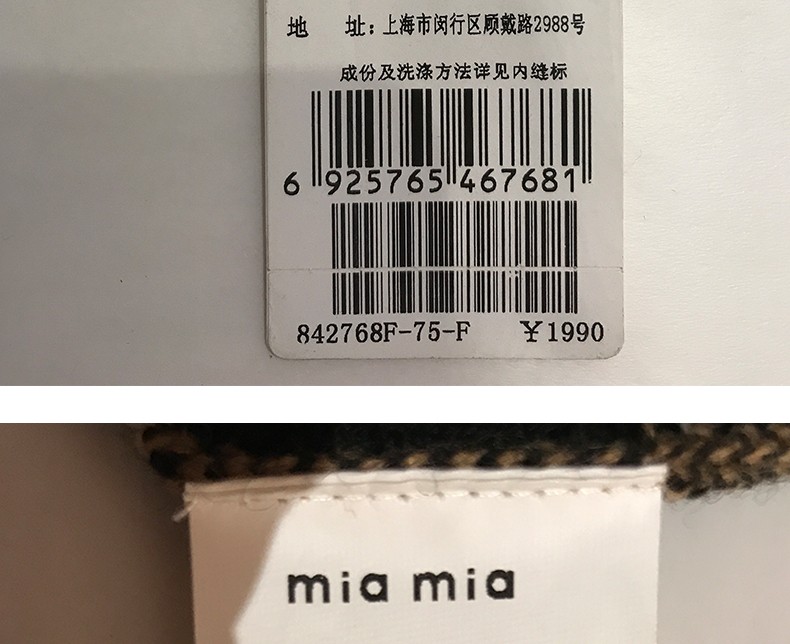 地 址：上海市闵行区顾戴路2988号
成份及洗涤方法详见内缝标
6 925765 467681
842768F-75-F ￥1990
mia mia